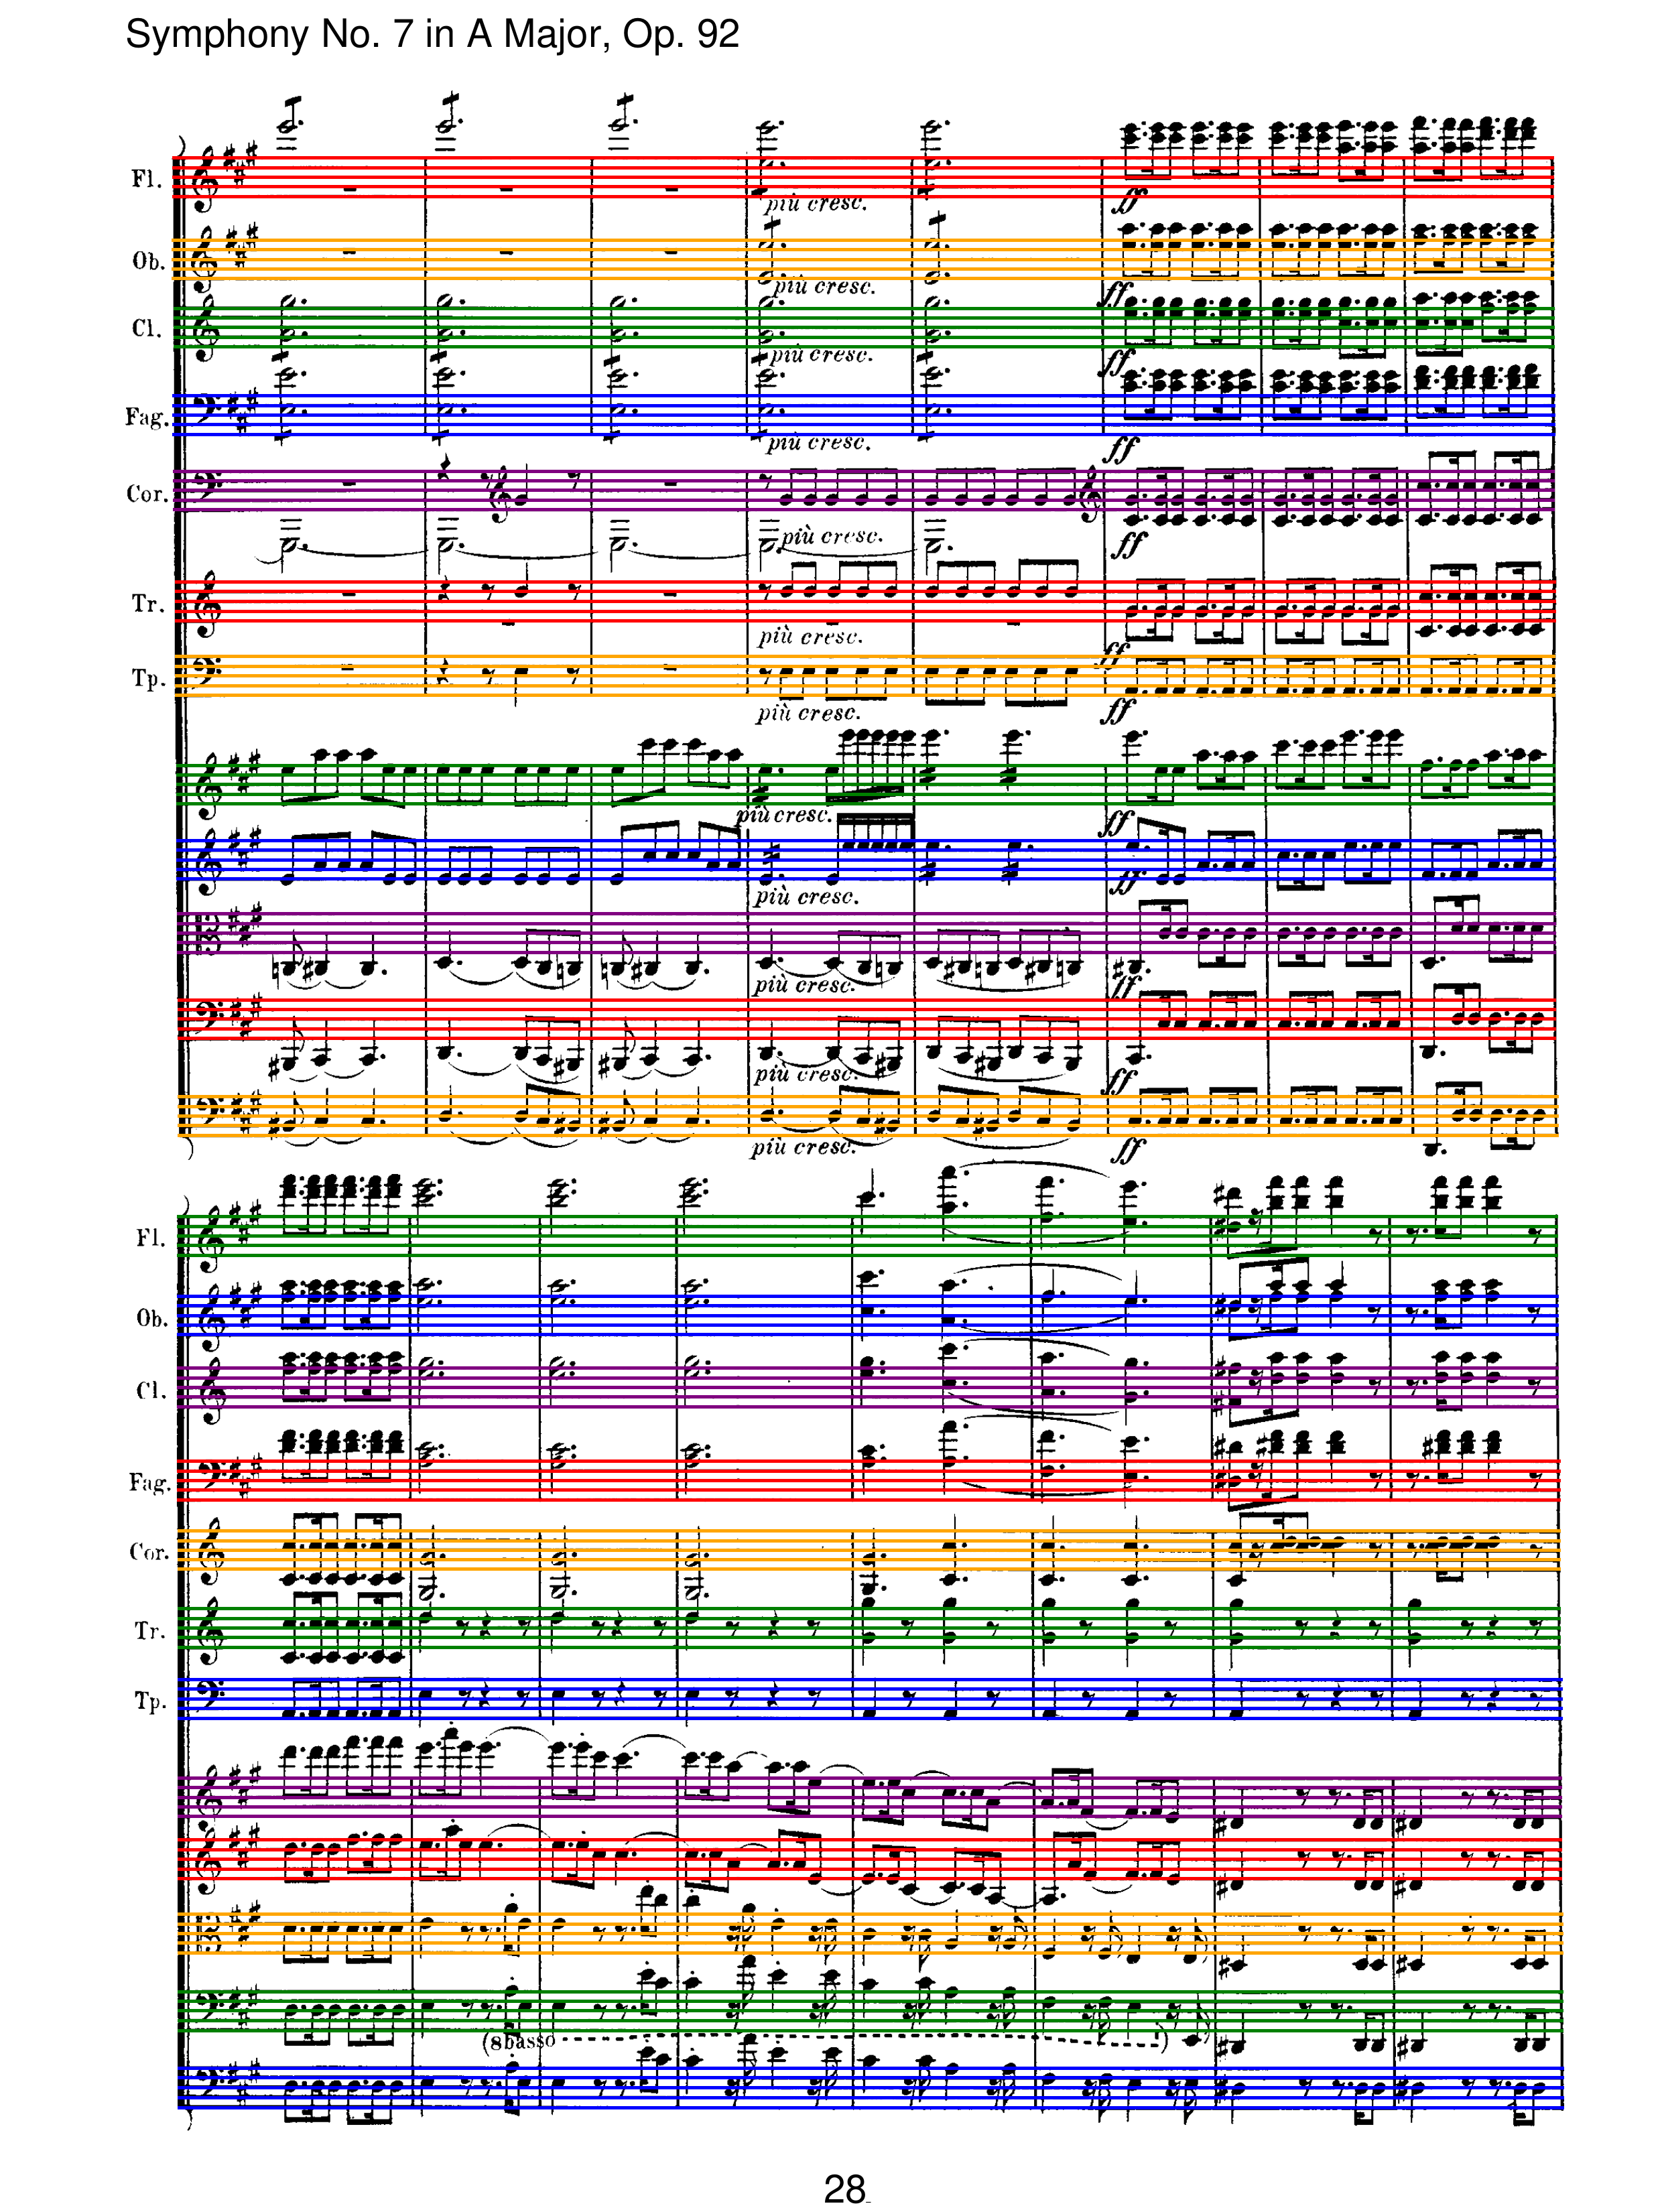 Symphony No. 7 in A Major, Op. 92
Fl.
più cresc.
ff
Ob.
più cresc.
ff
Cl.
più cresc.
ff
Fag.
più cresc.
ff
Cor.
più cresc.
ff
Tr.
più cresc.
ff
Tp.
più cresc.
ff
più cresc.
ff
più cresc.
ff
più cresc.
ff
più cresc.
ff
più cresc.
ff
Fl.
Ob.
Cl.
Fag.
Cor.
Tr.
Tp.
(8basso
)
28